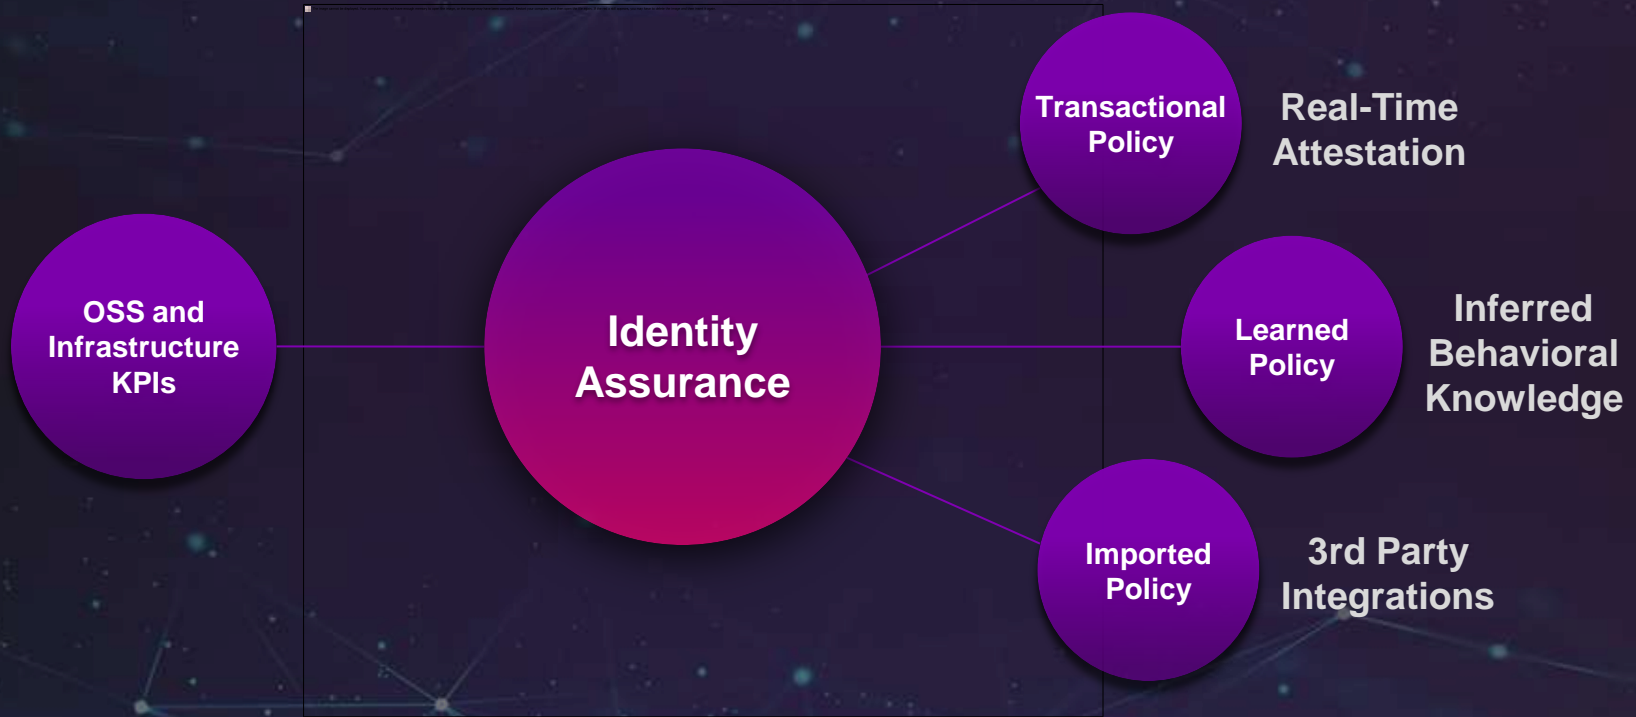 OSS and
Infrastructure
KPIs
Identity
Assurance
Transactional
Policy
Real-Time
Attestation
Learned
Policy
Inferred
Behavioral
Knowledge
Imported
Policy
3rd Party
Integrations